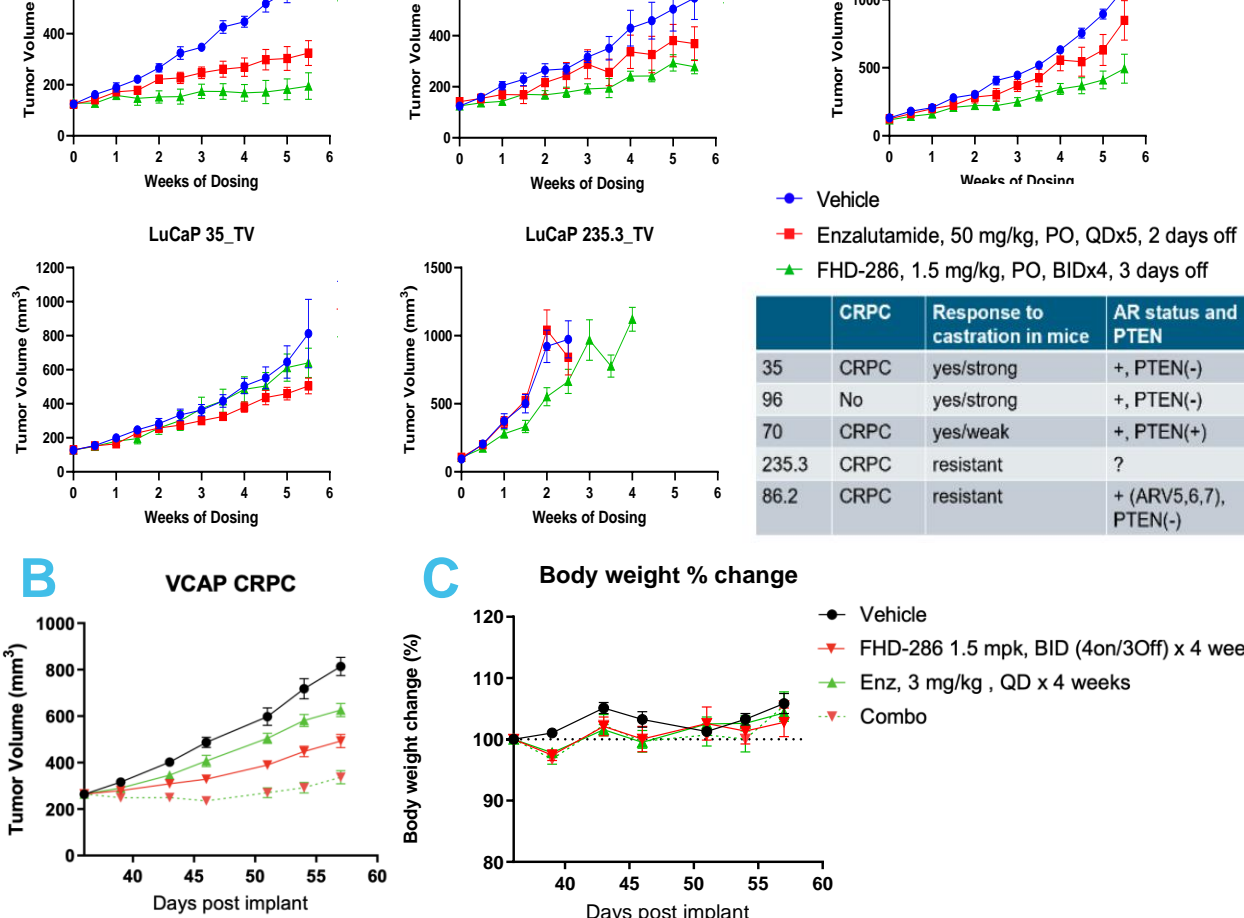 Tumor Volume
400
200
0
0 1 2 3 4 5 6
Weeks of Dosing
Tumor Volume
400
200
0
0 1 2 3 4 5 6
Weeks of Dosing
Tumor Volume
1000
500
0
0 1 2 3 4 5 6
Weeks of Dosing
Vehicle
Enzalutamide, 50 mg/kg, PO, QDx5, 2 days off
FHD-286, 1.5 mg/kg, PO, BIDx4, 3 days off
LuCaP 35_TV
Tumor Volume (mm³)
1200
1000
800
600
400
200
0
0 1 2 3 4 5 6
Weeks of Dosing
LuCaP 235.3_TV
Tumor Volume (mm³)
1500
1000
500
0
0 1 2 3 4 5 6
Weeks of Dosing
CRPC Response to castration in mice AR status and PTEN
35 CRPC yes/strong +, PTEN(-)
96 No yes/strong +, PTEN(-)
70 CRPC yes/weak +, PTEN(+)
235.3 CRPC resistant ?
86.2 CRPC resistant + (ARV5,6,7), PTEN(-)
B
VCAP CRPC
Tumor Volume (mm³)
1000
800
600
400
200
0
40 45 50 55 60
Days post implant
C
Body weight % change
Body weight change (%)
120
110
100
90
80
40 45 50 55 60
Days post implant
Vehicle
FHD-286 1.5 mpk, BID (4on/3Off) x 4 wee
Enz, 3 mg/kg , QD x 4 weeks
Combo